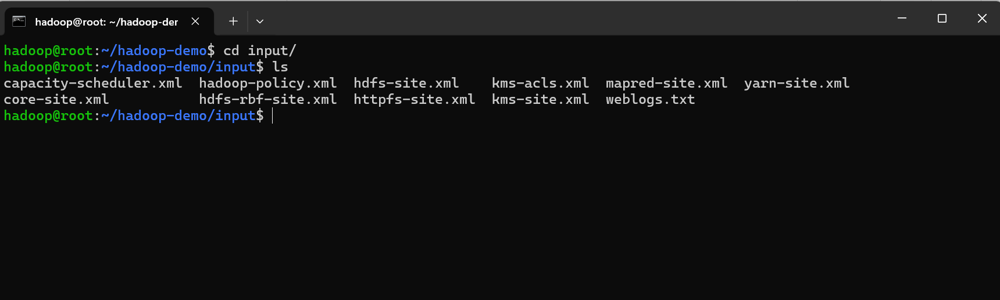 hadoop@root: ~/hadoop-der
hadoop@root:~/hadoop-demo$ cd input/
hadoop@root:~/hadoop-demo/input$ ls
capacity-scheduler.xml  hadoop-policy.xml  hdfs-site.xml    kms-acls.xml  mapred-site.xml  yarn-site.xml
core-site.xml           hdfs-rbf-site.xml  httpfs-site.xml  kms-site.xml  weblogs.txt
hadoop@root:~/hadoop-demo/input$